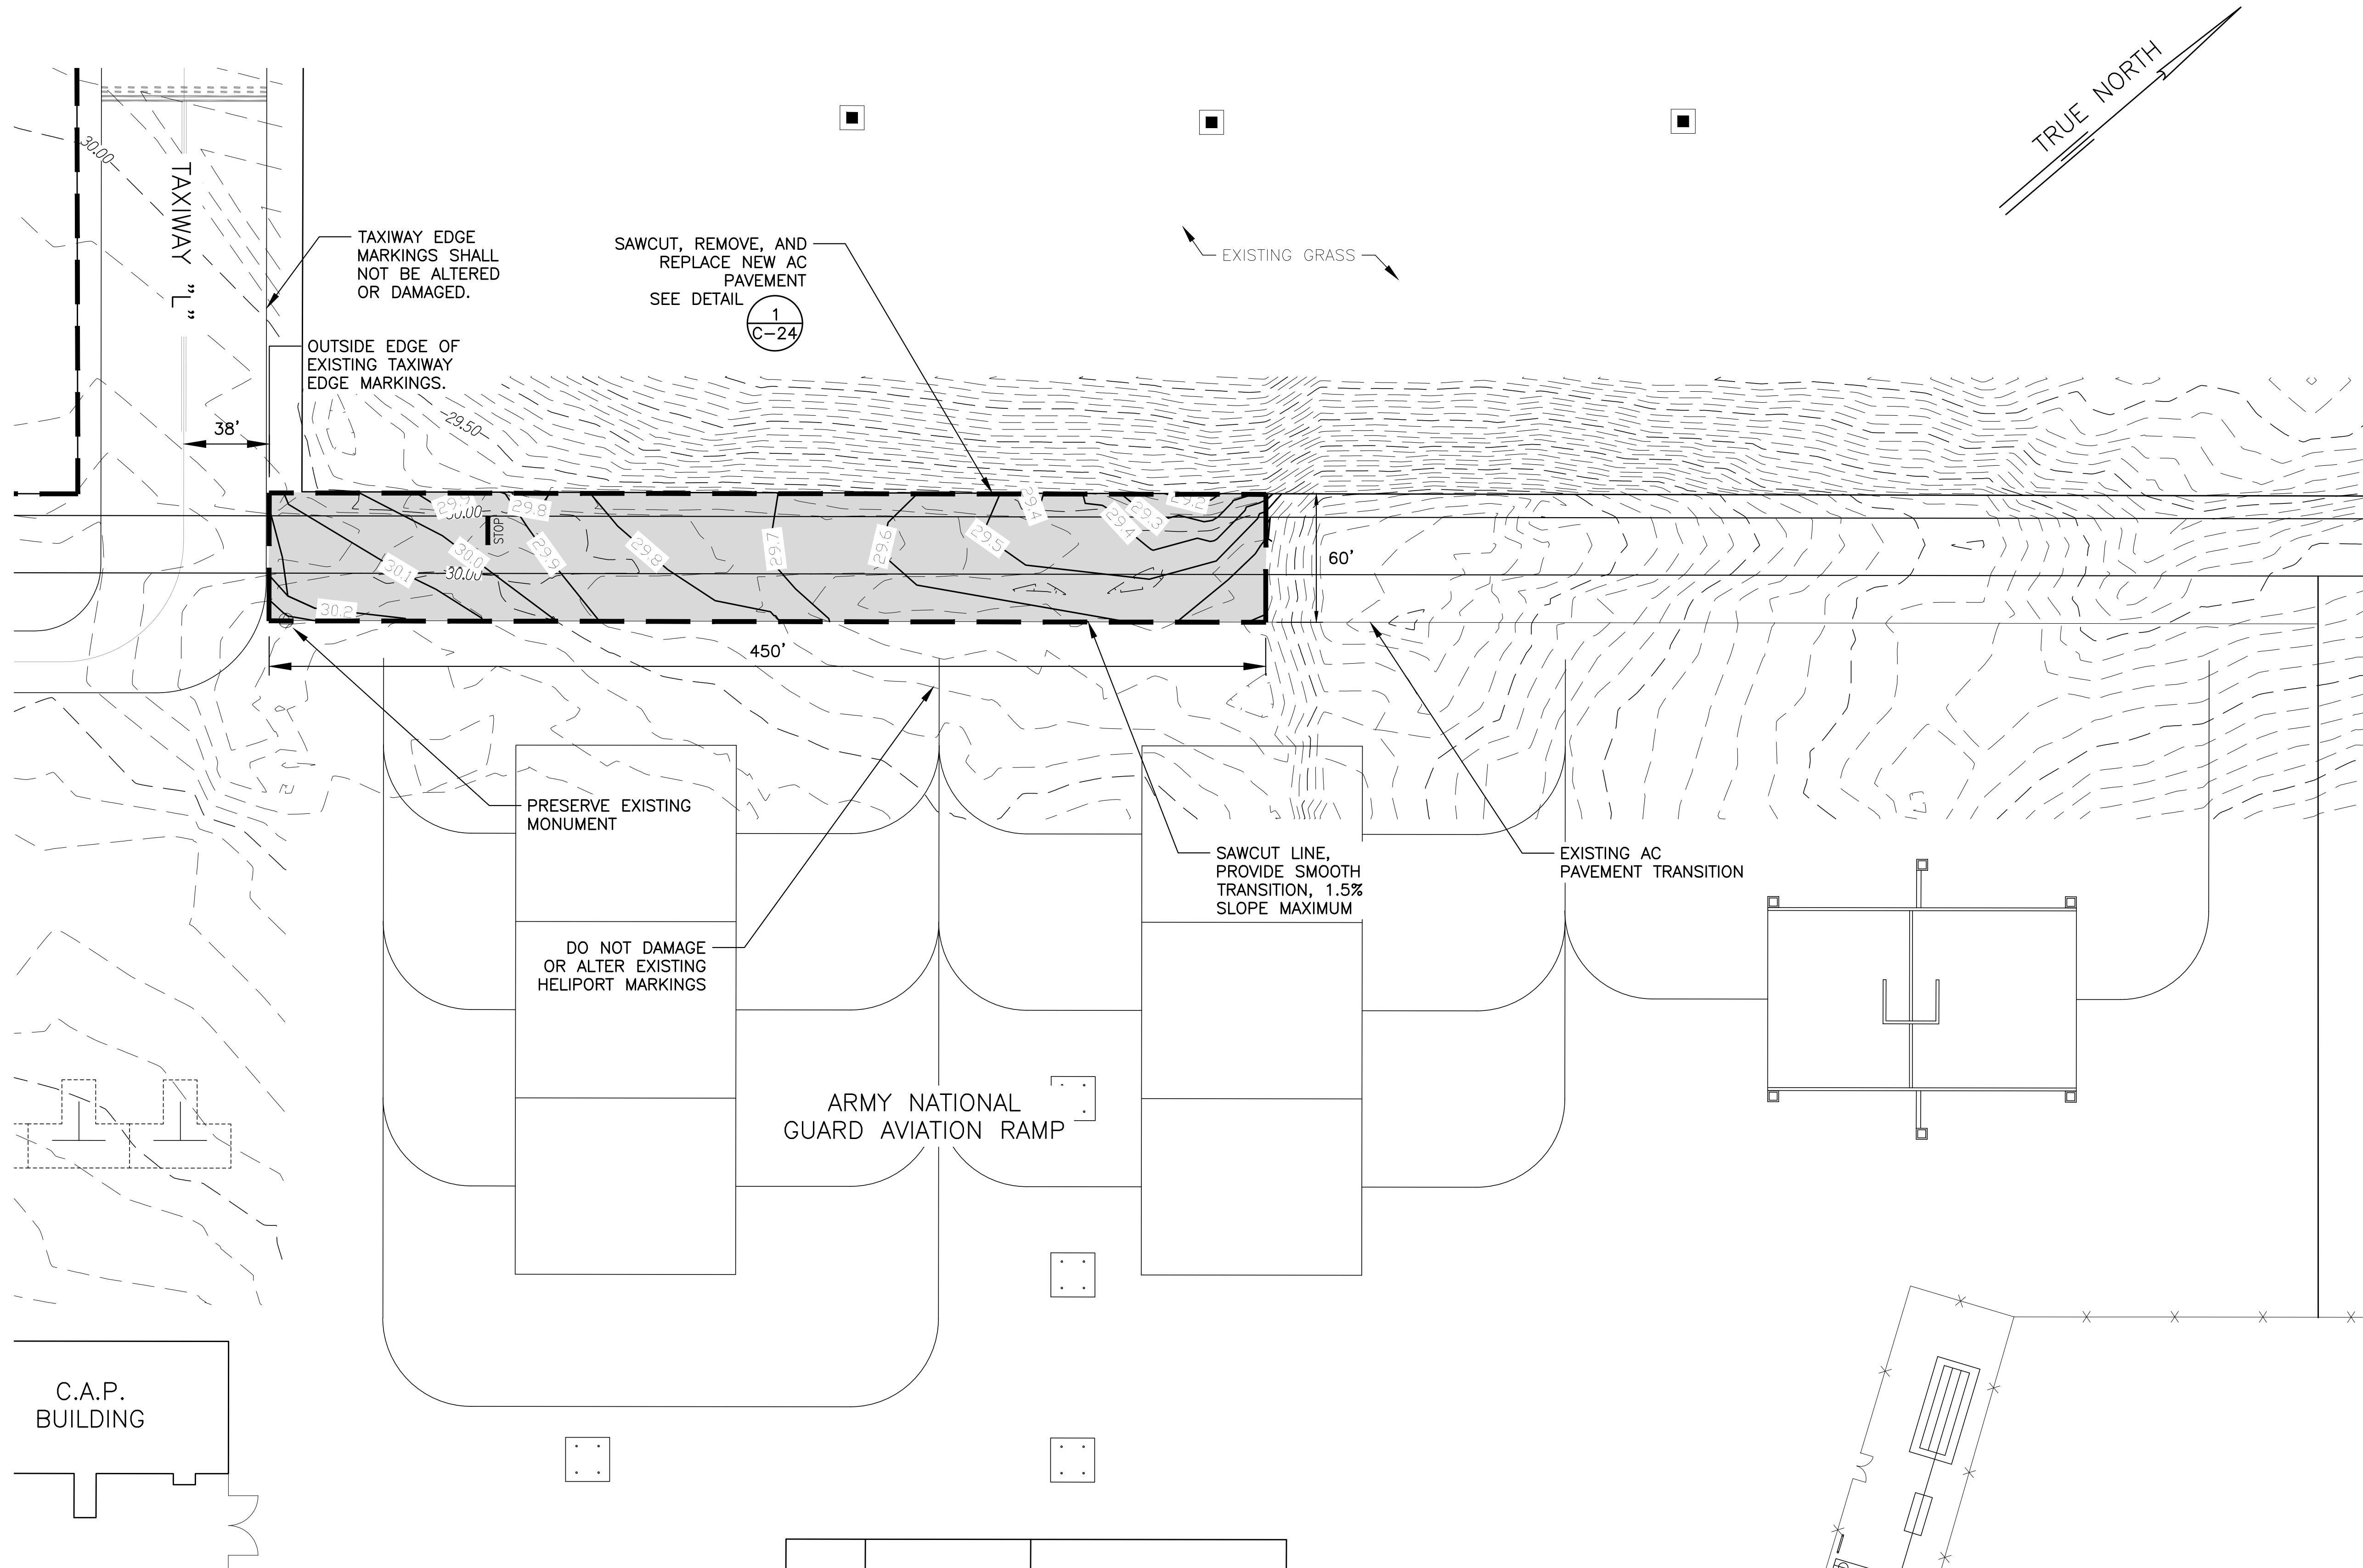 TRUE NORTH
30.00
TAXIWAY "L"
TAXIWAY EDGE
MARKINGS SHALL
NOT BE ALTERED
OR DAMAGED.
SAWCUT, REMOVE, AND
REPLACE NEW AC
PAVEMENT
SEE DETAIL
1
C-24
EXISTING GRASS
OUTSIDE EDGE OF
EXISTING TAXIWAY
EDGE MARKINGS.
29.50
38'
29.9
30.00
STOP
29.8
29.4
29.4
29.3
29.2
30.1
30.0
30.00
29.9
29.8
29.7
29.6
29.5
60'
30.2
450'
PRESERVE EXISTING
MONUMENT
SAWCUT LINE,
PROVIDE SMOOTH
TRANSITION, 1.5%
SLOPE MAXIMUM
EXISTING AC
PAVEMENT TRANSITION
DO NOT DAMAGE
OR ALTER EXISTING
HELIPORT MARKINGS
ARMY NATIONAL
GUARD AVIATION RAMP
C.A.P.
BUILDING